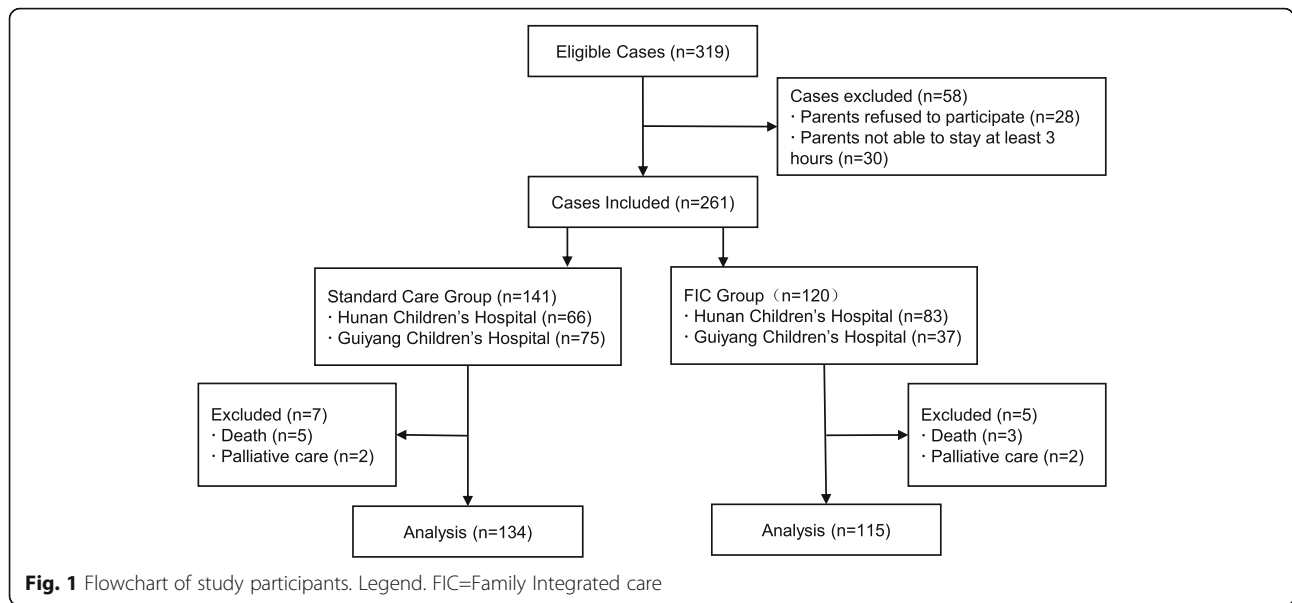 Eligible Cases (n=319)
Cases excluded (n=58)
· Parents refused to participate (n=28)
· Parents not able to stay at least 3
hours (n=30)
Cases Included (n=261)
Standard Care Group (n=141)
· Hunan Children's Hospital (n=66)
· Guiyang Children's Hospital (n=75)
FIC Group（n=120）
· Hunan Children's Hospital (n=83)
· Guiyang Children's Hospital (n=37)
Excluded (n=7)
· Death (n=5)
· Palliative care (n=2)
Excluded (n=5)
· Death (n=3)
· Palliative care (n=2)
Analysis (n=134)
Analysis (n=115)
Fig. 1 Flowchart of study participants. Legend. FIC=Family Integrated care